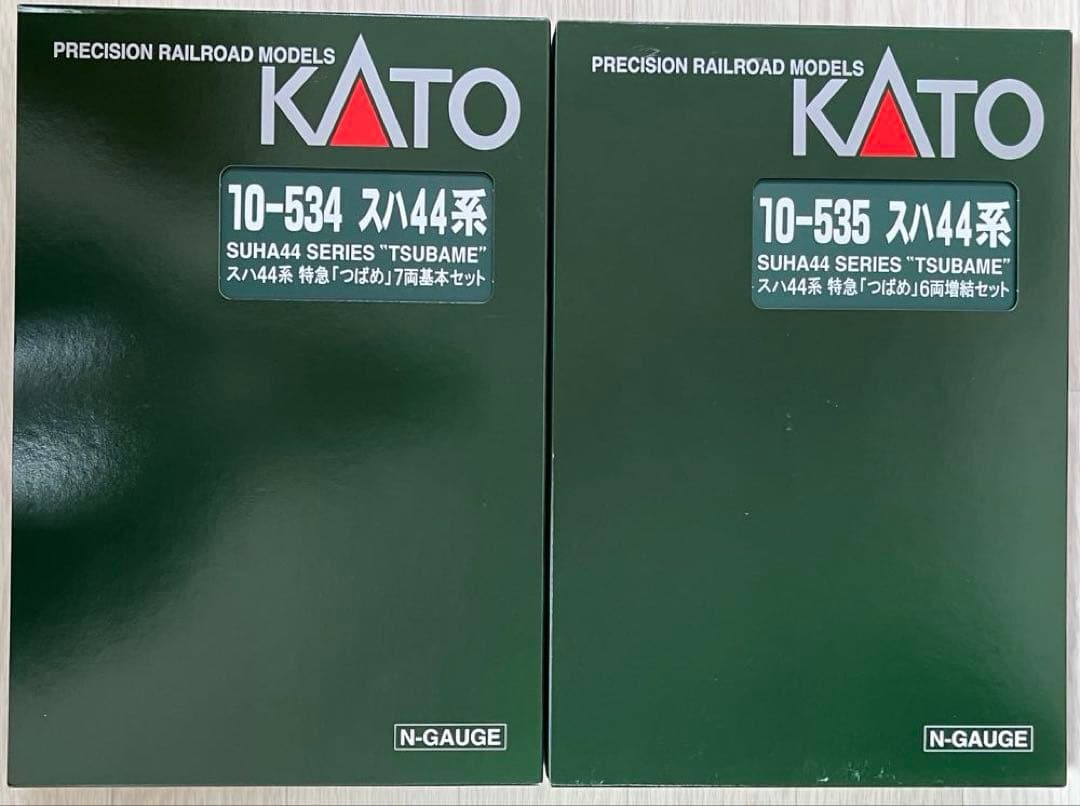 PRECISION RAILROAD MODELS
KATO
10-534 スハ44系
SUHA44 SERIES "TSUBAME"
スハ44系 特急「つばめ」7両基本セット
N-GAUGE
PRECISION RAILROAD MODELS
KATO
10-535 スハ44系
SUHA44 SERIES "TSUBAME"
スハ44系 特急「つばめ」6両増結セット
N-GAUGE